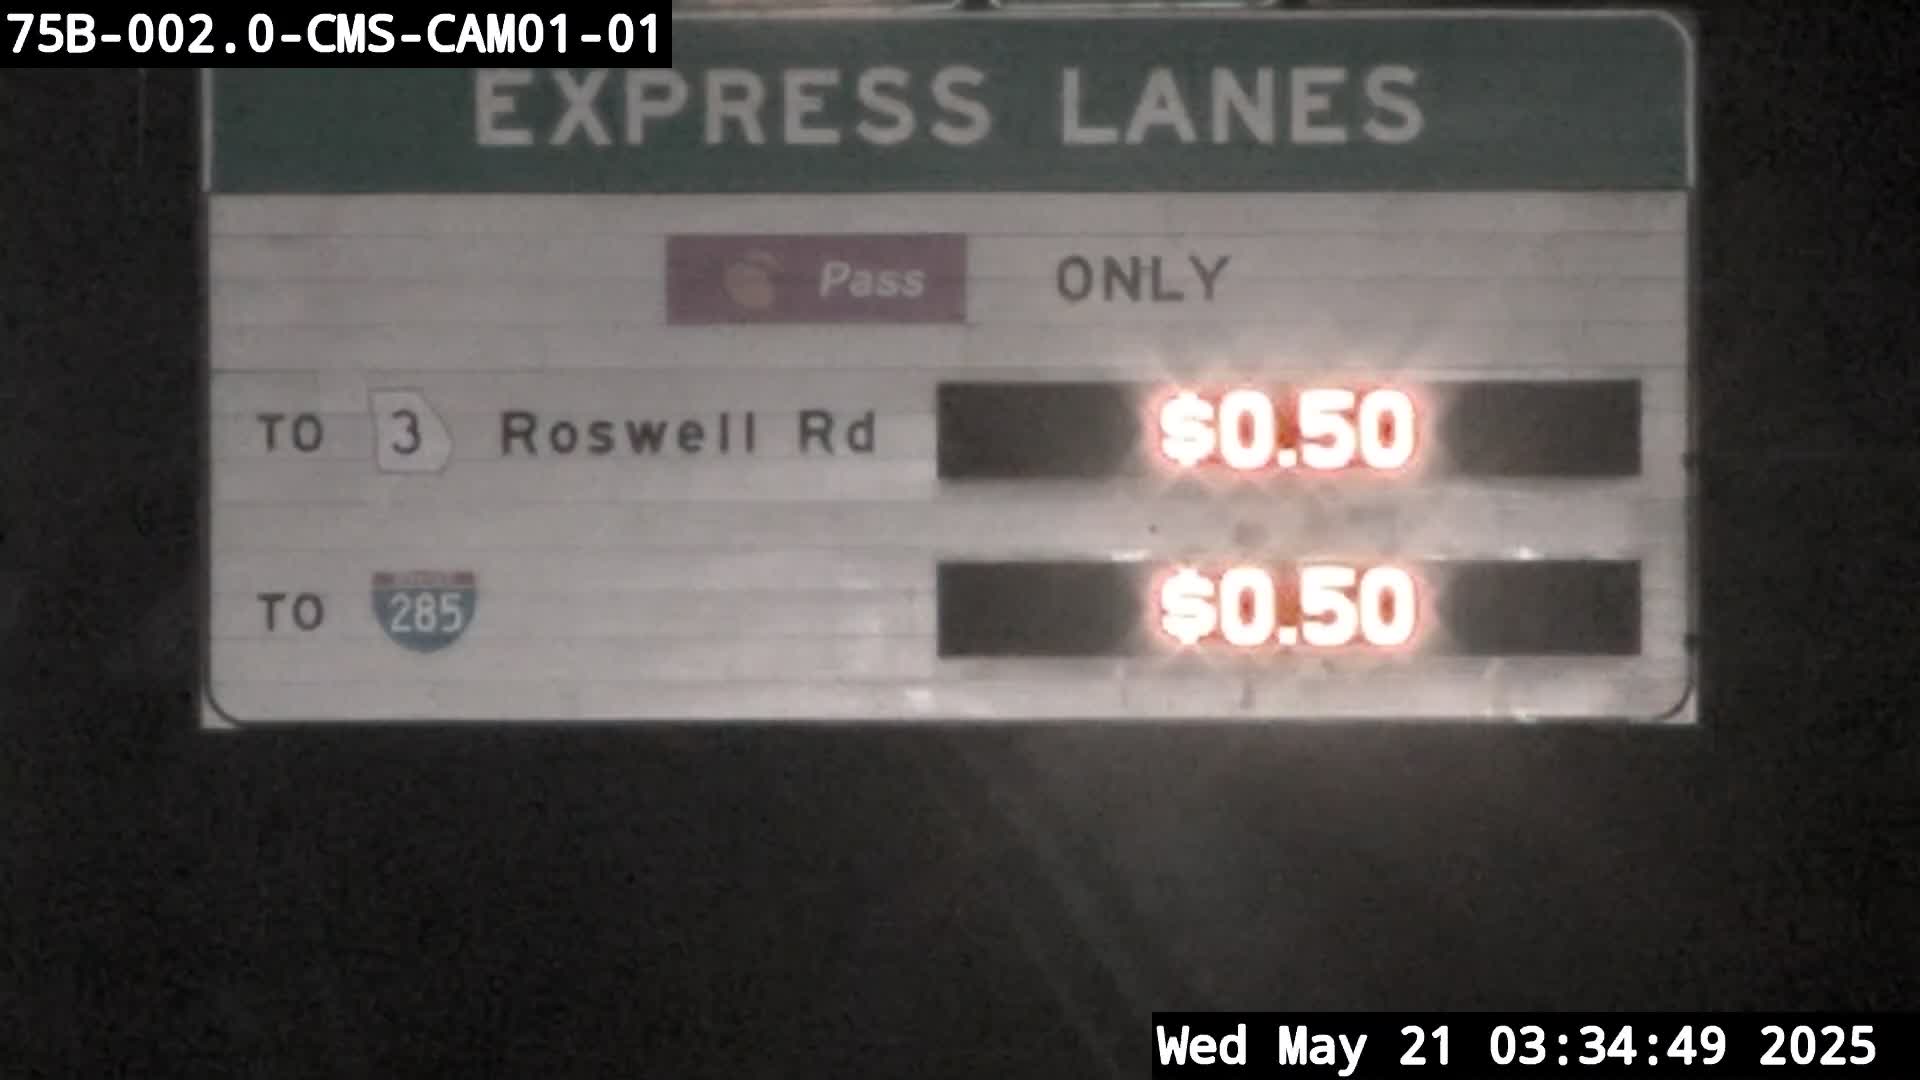 75B-002.0-CMS-CAM01-01
EXPRESS LANES
Pass ONLY
TO 3 Roswell Rd $0.50
TO 285 $0.50
Wed May 21 03:34:49 2025